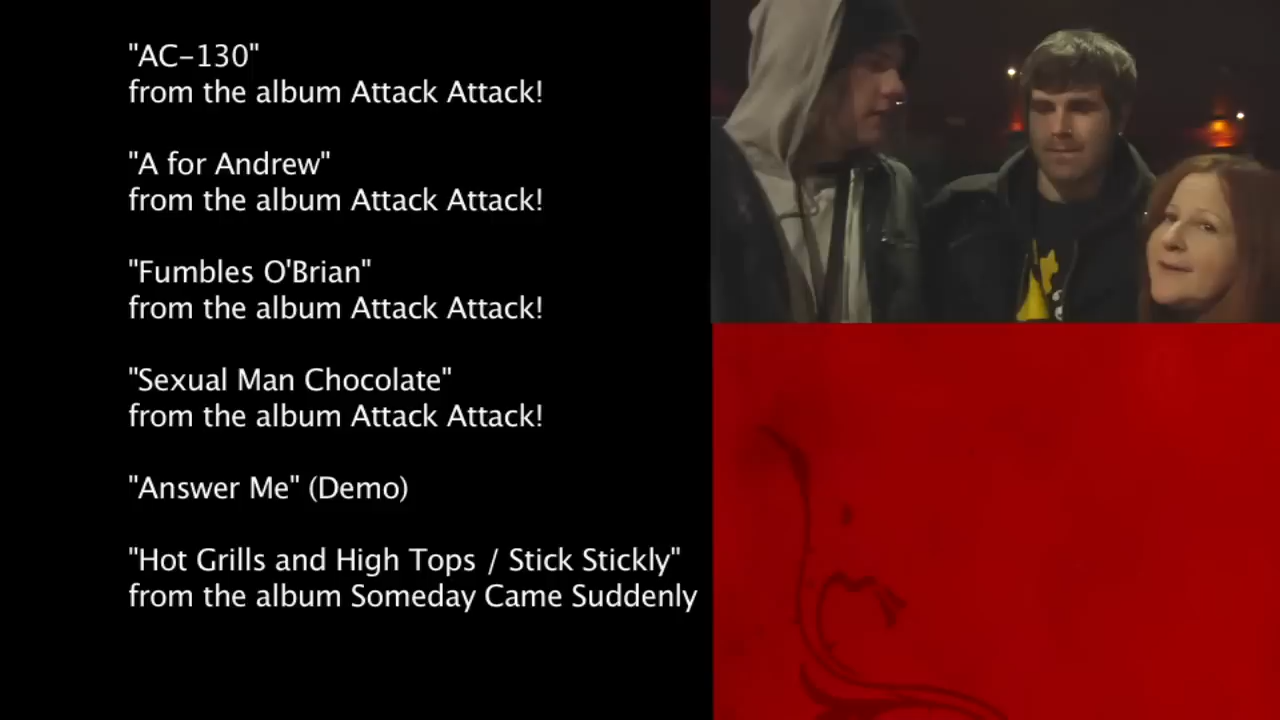 "AC-130"
from the album Attack Attack!
"A for Andrew"
from the album Attack Attack!
"Fumbles O'Brian"
from the album Attack Attack!
"Sexual Man Chocolate"
from the album Attack Attack!
"Answer Me" (Demo)
"Hot Grills and High Tops / Stick Stickly"
from the album Someday Came Suddenly